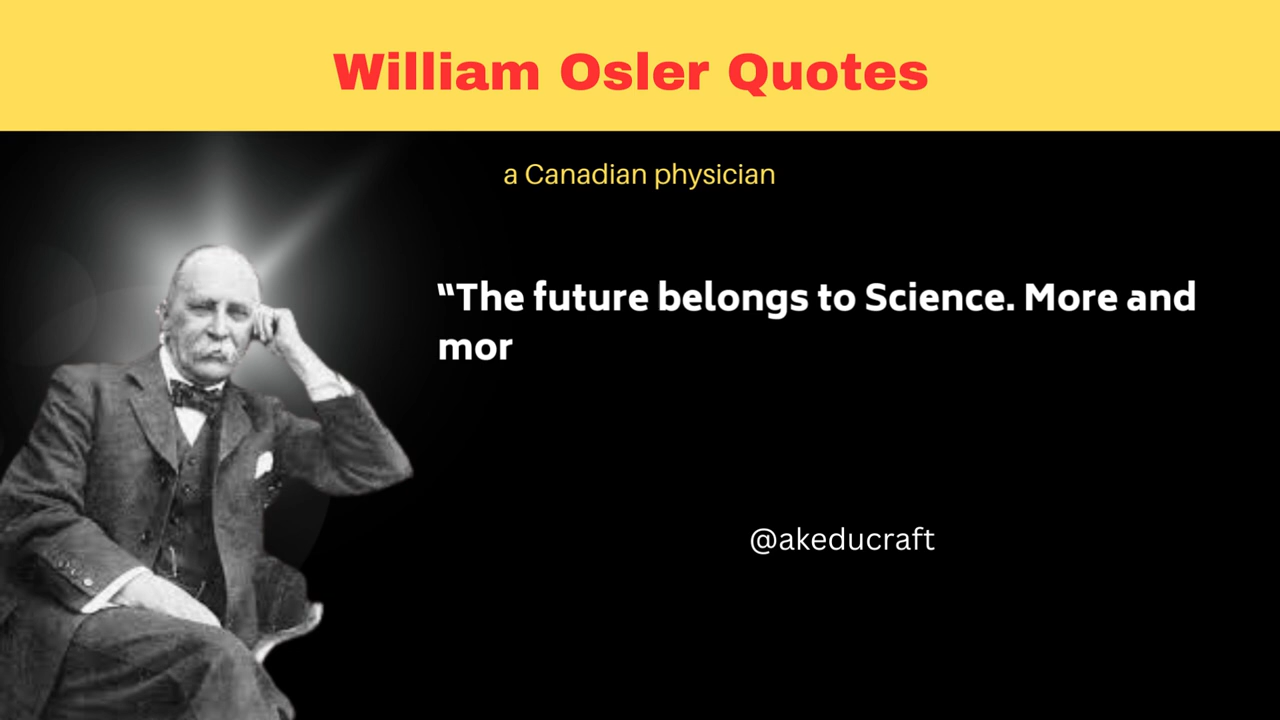 William Osler Quotes
a Canadian physician
“The future belongs to Science. More and
mor
@akeducraft